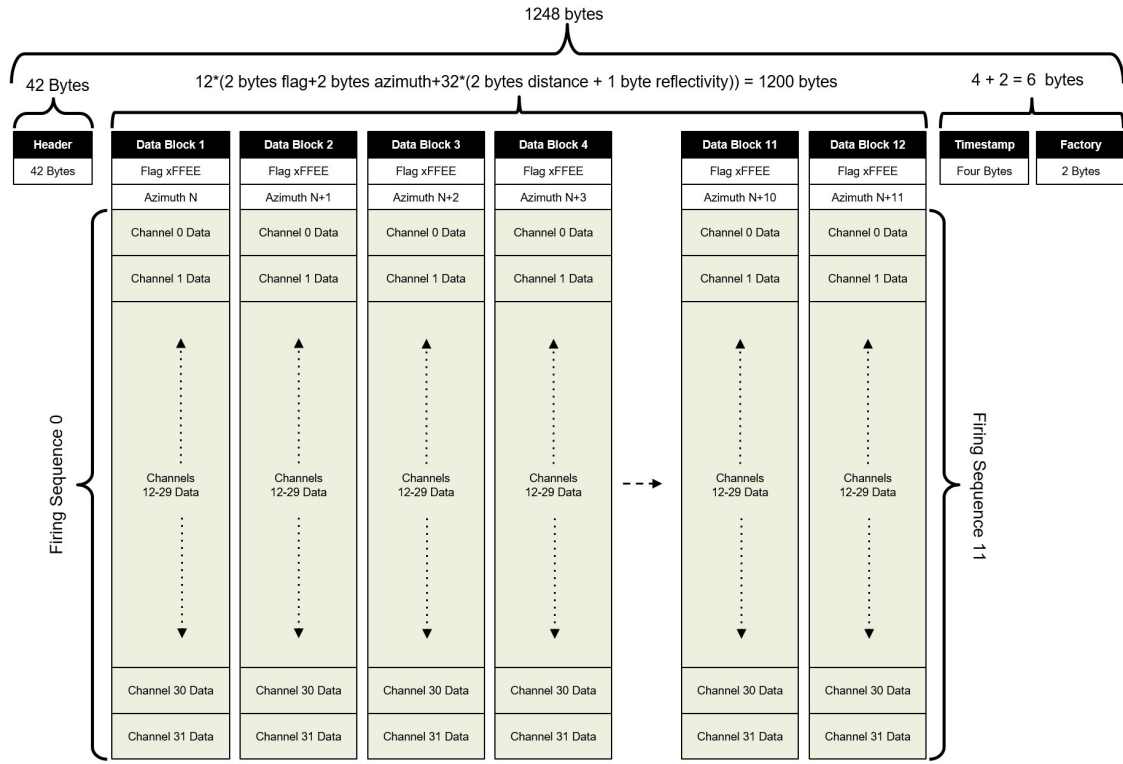 1248 bytes
42 Bytes
12*(2 bytes flag+2 bytes azimuth+32*(2 bytes distance + 1 byte reflectivity)) = 1200 bytes
4 + 2 = 6 bytes
Header
42 Bytes
Data Block 1
Flag xFFEE
Azimuth N
Channel 0 Data
Channel 1 Data
Channels
12-29 Data
Channel 30 Data
Channel 31 Data
Data Block 2
Flag xFFEE
Azimuth N+1
Channel 0 Data
Channel 1 Data
Channels
12-29 Data
Channel 30 Data
Channel 31 Data
Data Block 3
Flag xFFEE
Azimuth N+2
Channel 0 Data
Channel 1 Data
Channels
12-29 Data
Channel 30 Data
Channel 31 Data
Data Block 4
Flag xFFEE
Azimuth N+3
Channel 0 Data
Channel 1 Data
Channels
12-29 Data
Channel 30 Data
Channel 31 Data
Data Block 11
Flag xFFEE
Azimuth N+10
Channel 0 Data
Channel 1 Data
Channels
12-29 Data
Channel 30 Data
Channel 31 Data
Data Block 12
Flag xFFEE
Azimuth N+11
Channel 0 Data
Channel 1 Data
Channels
12-29 Data
Channel 30 Data
Channel 31 Data
Timestamp
Four Bytes
Factory
2 Bytes
Firing Sequence 0
Firing Sequence 11